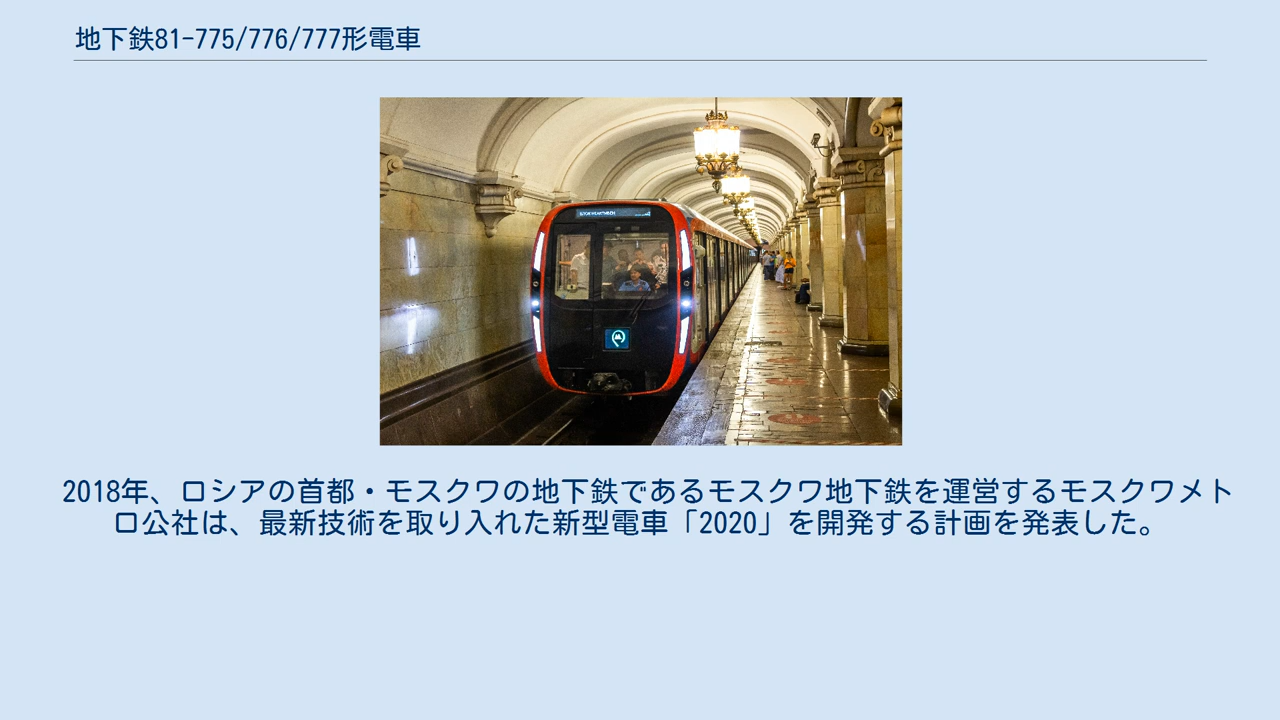 地下鉄81-775/776/777形電車
2018年、ロシアの首都・モスクワの地下鉄であるモスクワ地下鉄を運営するモスクワメト
ロ公社は、最新技術を取り入れた新型電車「2020」を開発する計画を発表した。